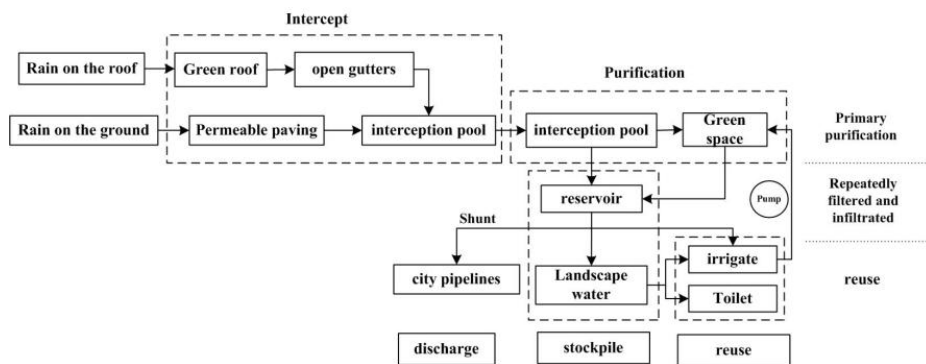 Intercept
Rain on the roof
Green roof
open gutters
Purification
Rain on the ground
Permeable paving
interception pool
interception pool
Green
space
Primary
purification
reservoir
Pump
Repeatedly
filtered and
infiltrated
Shunt
city pipelines
Landscape
water
irrigate
Toilet
reuse
discharge
stockpile
reuse